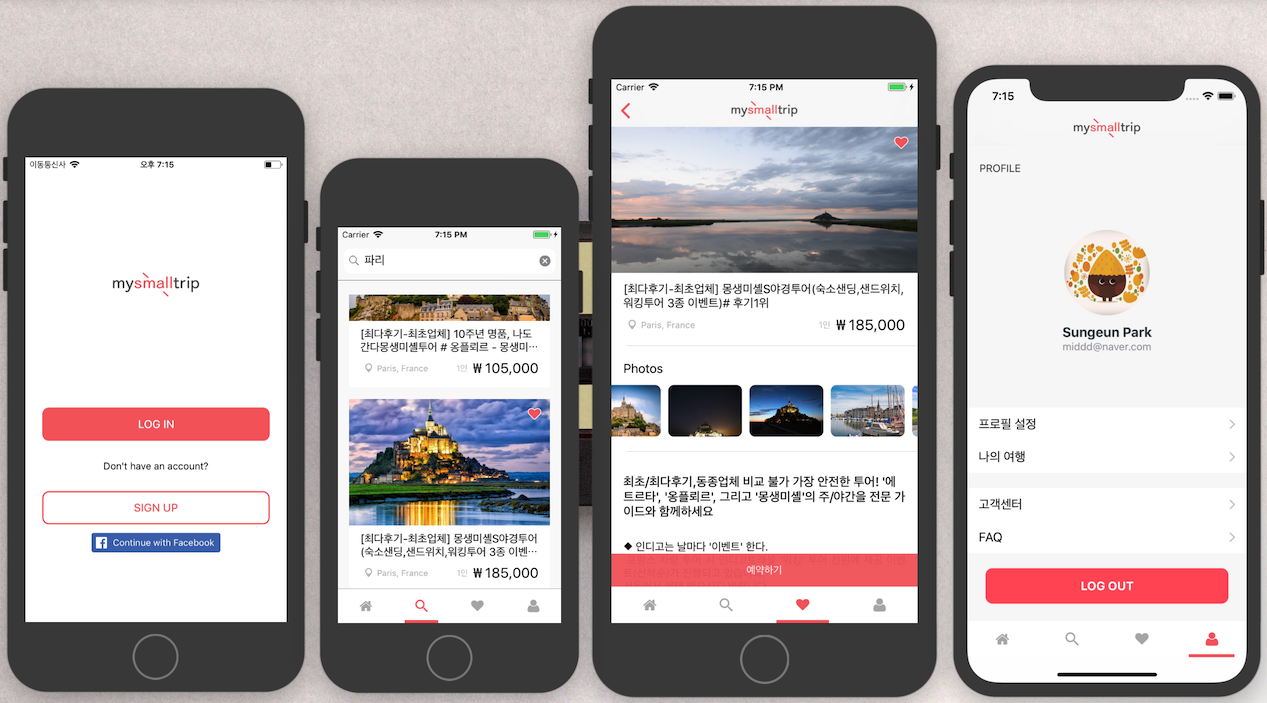 이동통신사
오후 7:15
mysmalltrip
LOG IN
Don't have an account?
SIGN UP
Continue with Facebook
Carrier
7:15 PM
파리
[최다후기-최초업체] 10주년 명품, 나도
간다몽생미셸투어 # 옹플뢰르 - 몽생미…
Paris, France
1인 ₩ 105,000
[최다후기-최초업체] 몽생미셸S야경투어
(숙소샌딩,샌드위치,워킹투어 3종 이벤…
Paris, France
1인 ₩ 185,000
Carrier
7:15 PM
mysmalltrip
[최다후기-최초업체] 몽생미셸S야경투어(숙소샌딩,샌드위치,
워킹투어 3종 이벤트)# 후기1위
Paris, France
1인 ₩ 185,000
Photos
최초/최다후기,동종업체 비교 불가 가장 안전한 투어! '에
트르타', '옹플뢰르', 그리고 '몽생미셸'의 주/야간을 전문 가
이드와 함께하세요
◆ 인디고는 날마다 '이벤트' 한다.
예약하기
7:15
mysmalltrip
PROFILE
Sungeun Park
middd@naver.com
프로필 설정
나의 여행
고객센터
FAQ
LOG OUT